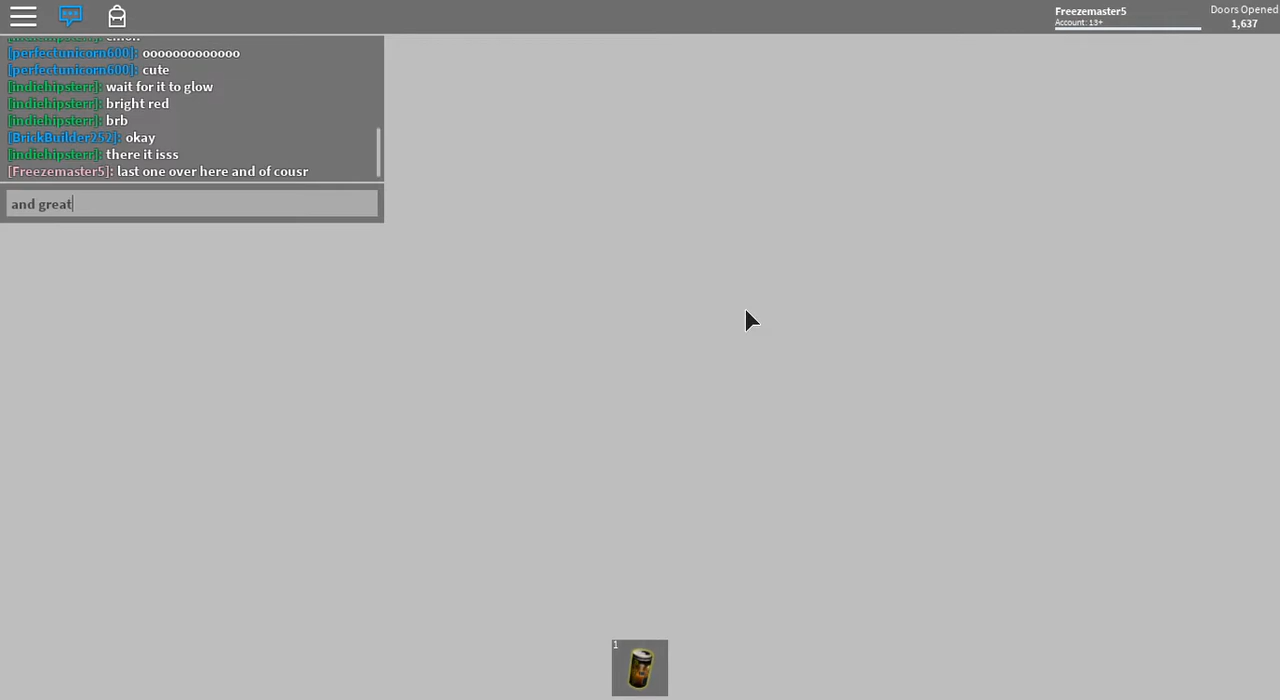 Freezemaster5
Account: 13+
Doors Opened
1,637
[perfectunicorn600]: ooooooooooooo
[perfectunicorn600]: cute
[indiehipsterr]: wait for it to glow
[indiehipsterr]: bright red
[indiehipsterr]: brb
[BrickBuilder252]: okay
[indiehipsterr]: there it isss
[Freezemaster5]: last one over here and of cousr
and great
1